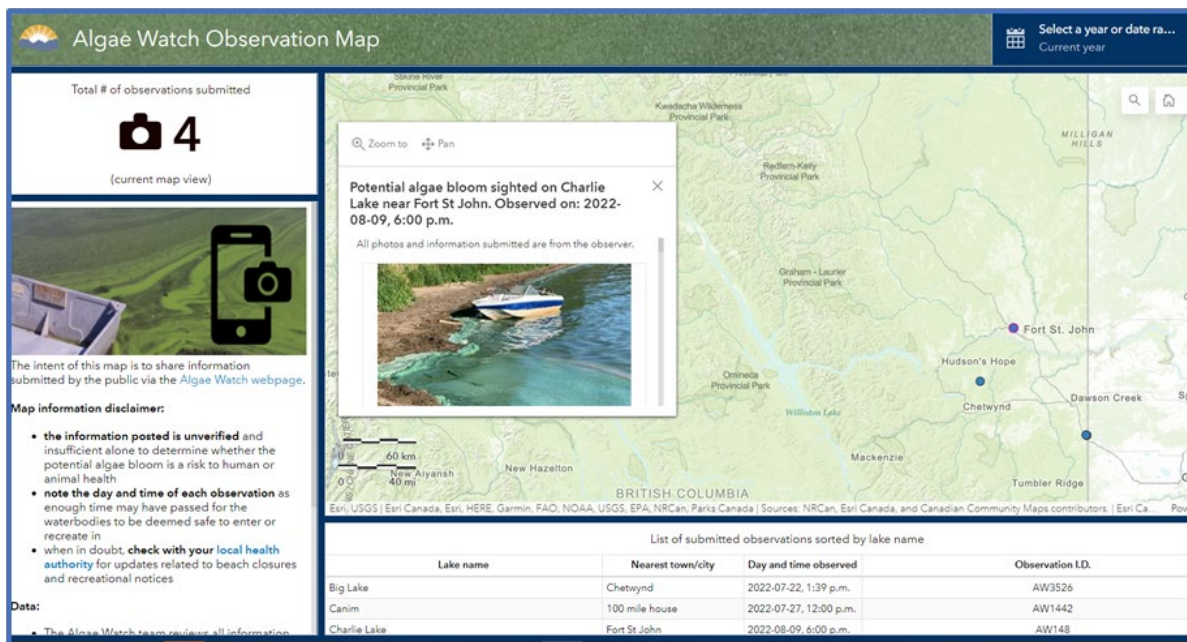 Algae Watch Observation Map
Select a year or date ra...
Current year
Total # of observations submitted
4
(current map view)
The intent of this map is to share information
submitted by the public via the Algae Watch webpage.
Map information disclaimer:
• the information posted is unverified and
insufficient alone to determine whether the
potential algae bloom is a risk to human or
animal health
• note the day and time of each observation as
enough time may have passed for the
waterbodies to be deemed safe to enter or
recreate in
• when in doubt, check with your local health
authority for updates related to beach closures
and recreational notices
Data:
• The Algae Watch team reviews all information
Stikine River
Provincial Park
Kwadacha Wilderness
Provincial Park
MILLIGAN
HILLS
Redfern-Kelly
Provincial Park
Zoom to
Pan
Potential algae bloom sighted on Charlie
Lake near Fort St John. Observed on: 2022-
08-09, 6:00 p.m.
All photos and information submitted are from the observer.
Graham - Laurier
Provincial Park
Fort St. John
Hudson's Hope
Omineca
Provincial Park
Chetwynd
Dawson Creek
Williston Lake
0 60 km
0 40 mi
New Aiyansh
New Hazelton
Mackenzie
Tumbler Ridge
BRITISH COLUMBIA
Esri, USGS | Esri Canada, Esri, HERE, Garmin, FAO, NOAA, USGS, EPA, NRCan, Parks Canada | Sources: NRCan, Esri Canada, and Canadian Community Maps contributors. | Esri Ca...
List of submitted observations sorted by lake name
Lake name Nearest town/city Day and time observed Observation I.D.
Big Lake Chetwynd 2022-07-22, 1:39 p.m. AW3526
Canim 100 mile house 2022-07-27, 12:00 p.m. AW1442
Charlie Lake Fort St John 2022-08-09, 6:00 p.m. AW148